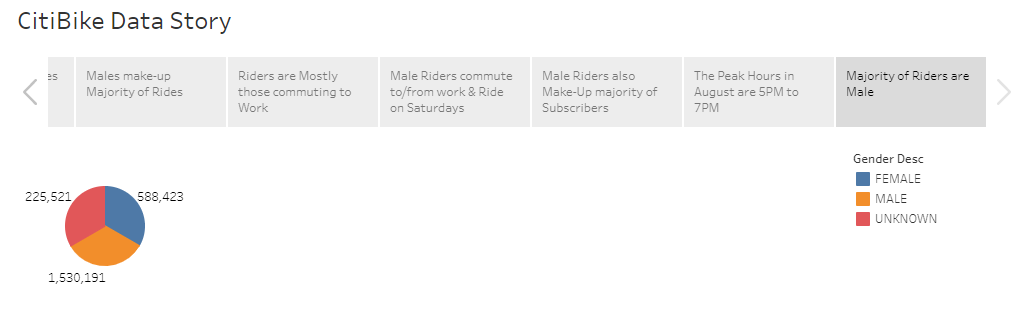 CitiBike Data Story
es
Males make-up
Majority of Rides
Riders are Mostly
those commuting to
Work
Male Riders commute
to/from work & Ride
on Saturdays
Male Riders also
Make-Up majority of
Subscribers
The Peak Hours in
August are 5PM to
7PM
Majority of Riders are
Male
Gender Desc
FEMALE
MALE
UNKNOWN
225,521
588,423
1,530,191